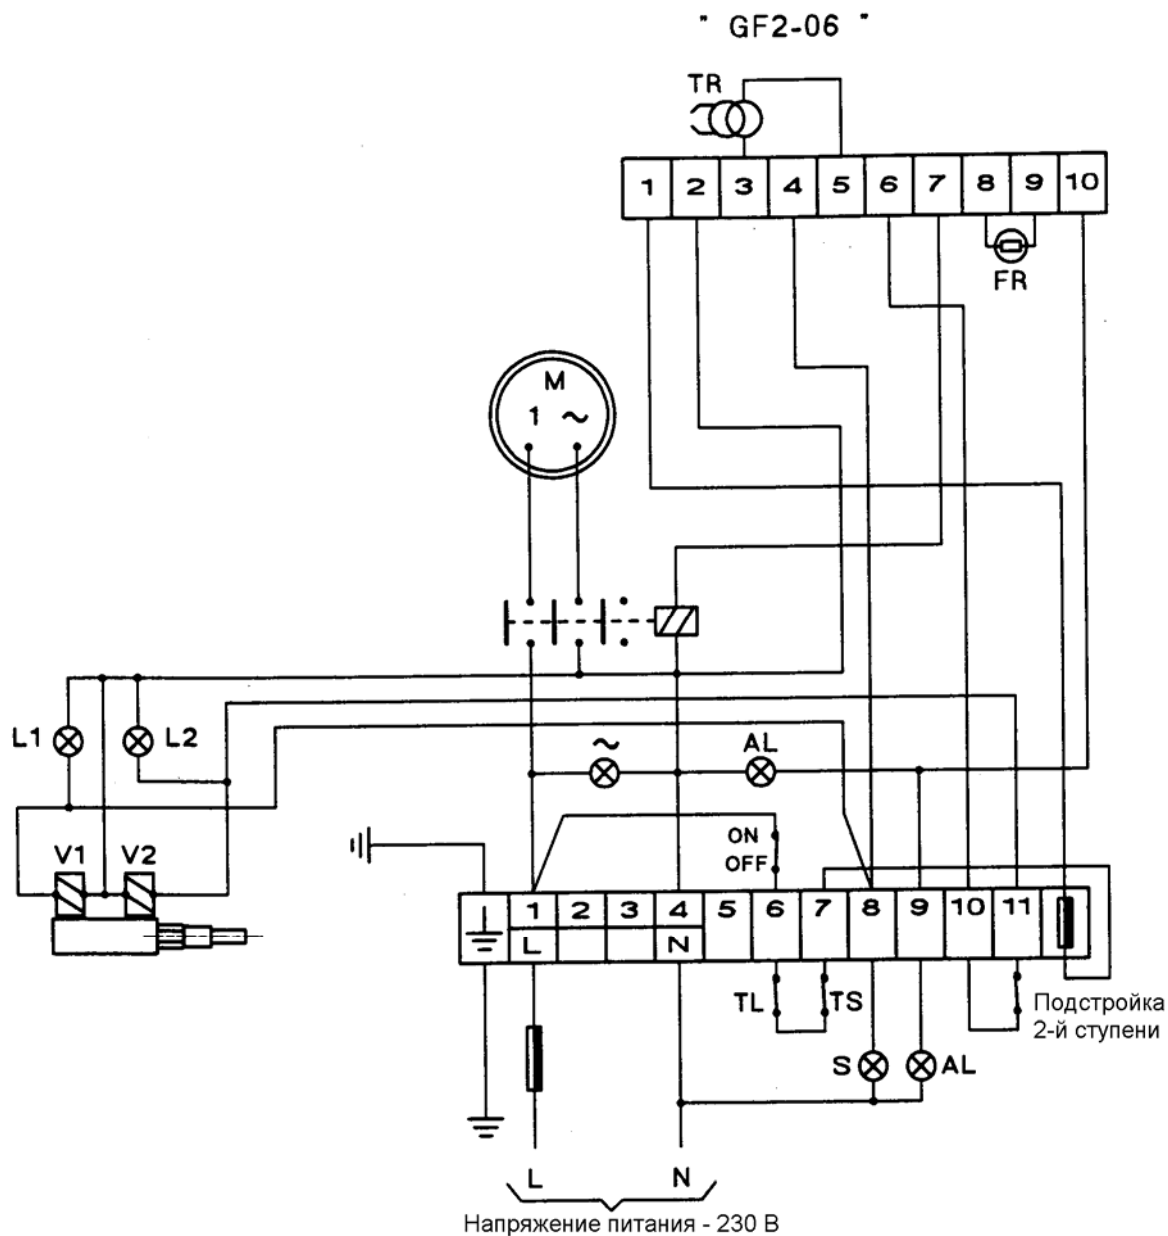 " GF2-06 "
TR
1 2 3 4 5 6 7 8 9 10
FR
M
1 ~
L1 L2
~ AL
V1 V2
ON
OFF
1 2 3 4 5 6 7 8 9 10 11
L N
TL TS
Подстройка
2-й ступени
S AL
L N
Напряжение питания - 230 В